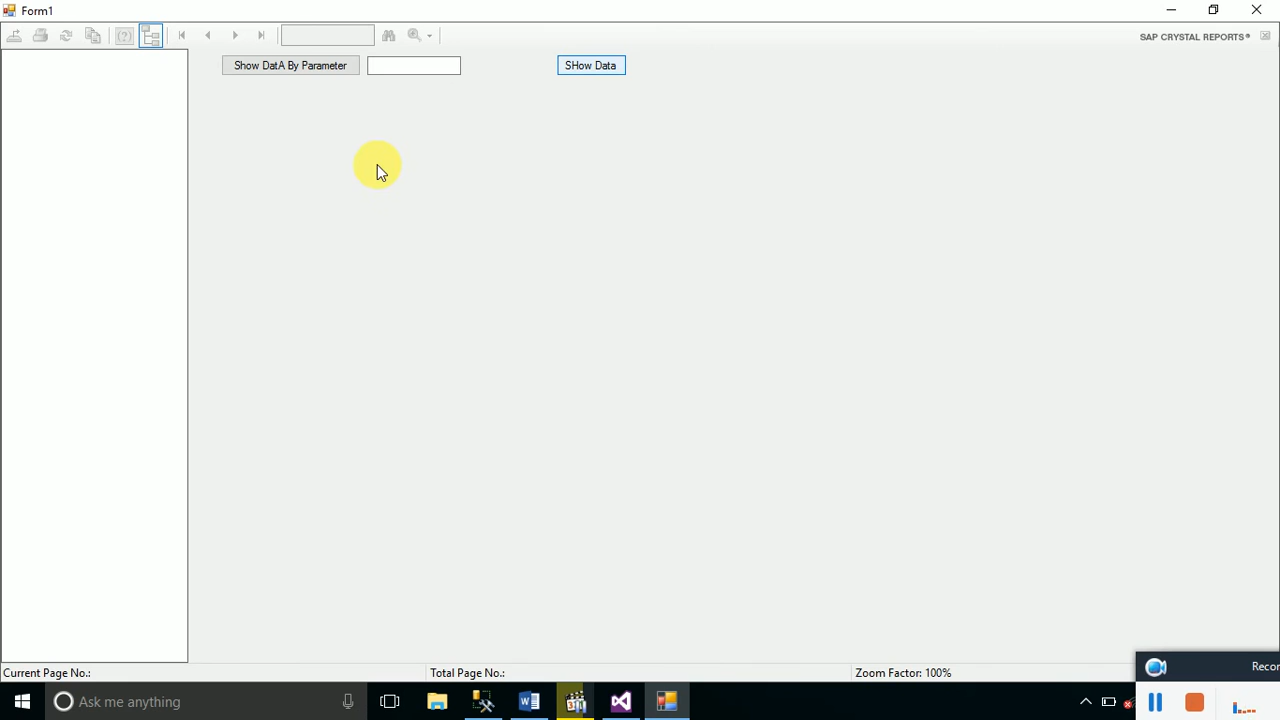 Form1
SAP CRYSTAL REPORTS®
Show DatA By Parameter
SHow Data
Current Page No.:
Total Page No.:
Zoom Factor: 100%
Recor
Ask me anything